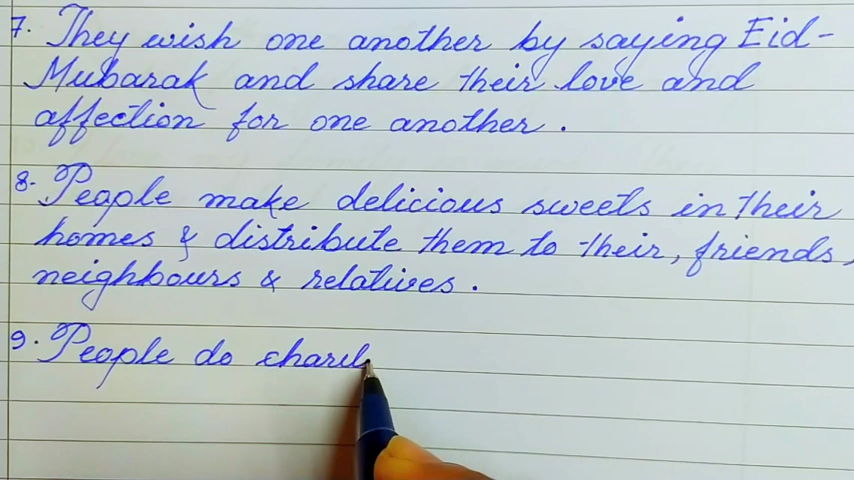 7. They wish one another by saying Eid-
Mubarak and share their love and
affection for one another.
8. People make delicious sweets in their
homes & distribute them to their, friends,
neighbours & relatives.
9. People do